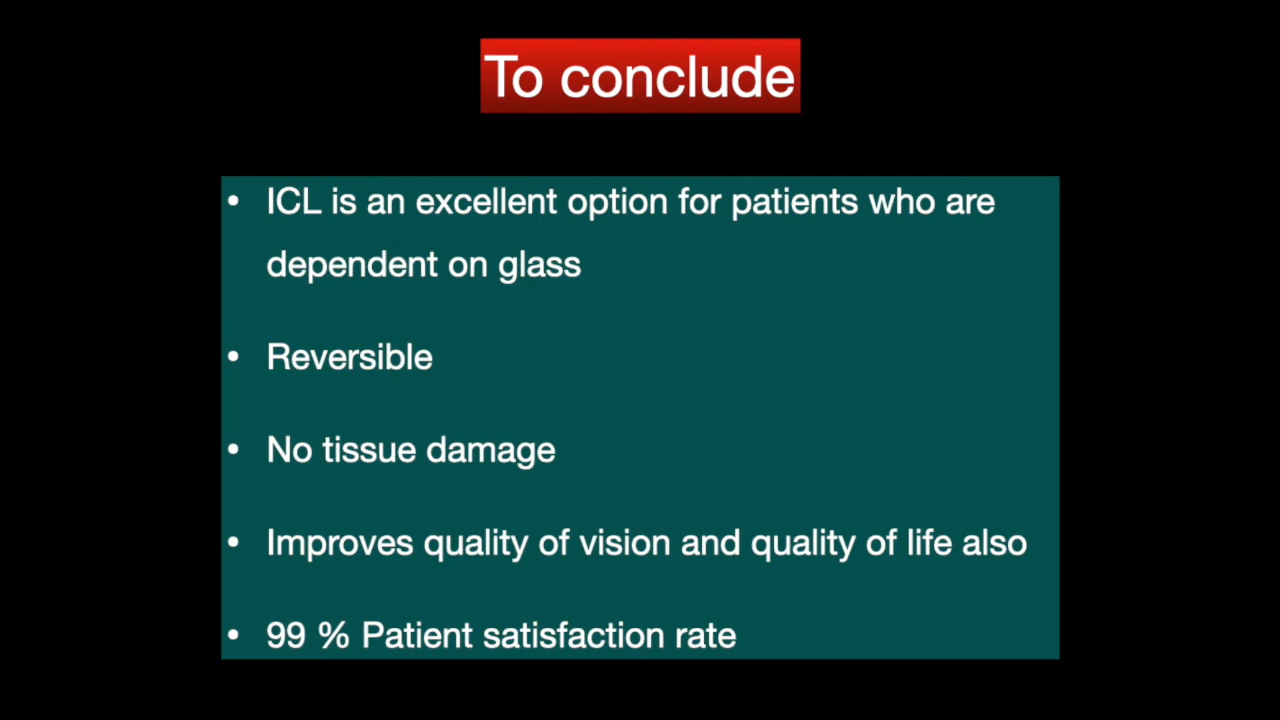 To conclude
• ICL is an excellent option for patients who are
dependent on glass
• Reversible
• No tissue damage
• Improves quality of vision and quality of life also
• 99 % Patient satisfaction rate